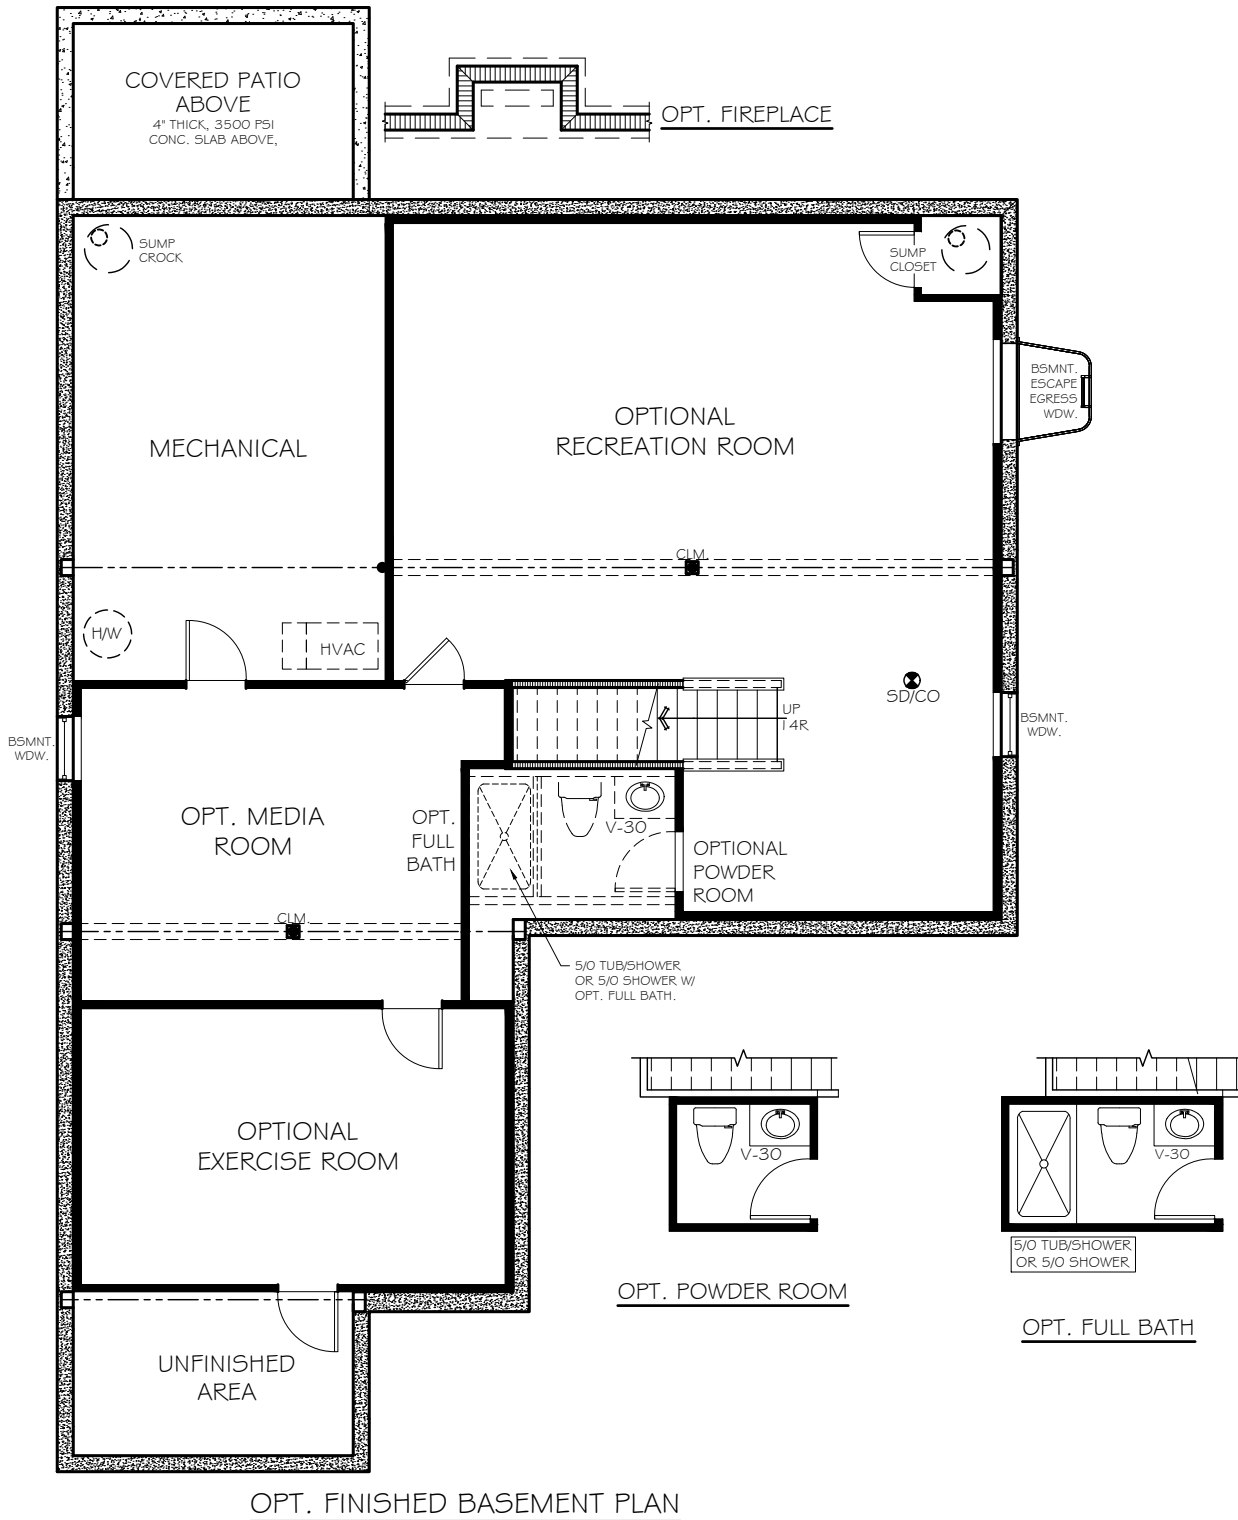 COVERED PATIO
ABOVE
4" THICK, 3500 PSI
CONC. SLAB ABOVE,
OPT. FIREPLACE
SUMP
CROCK
SUMP
CLOSET
BSMNT.
ESCAPE
EGRESS
WDW.
MECHANICAL
OPTIONAL
RECREATION ROOM
CLM.
H/W
HVAC
SD/CO
UP
14R
BSMNT.
WDW.
BSMNT.
WDW.
OPT. MEDIA
ROOM
OPT.
FULL
BATH
V-30
OPTIONAL
POWDER
ROOM
CLM.
5/0 TUB/SHOWER
OR 5/0 SHOWER W/
OPT. FULL BATH.
OPTIONAL
EXERCISE ROOM
V-30
OPT. POWDER ROOM
V-30
5/0 TUB/SHOWER
OR 5/0 SHOWER
OPT. FULL BATH
UNFINISHED
AREA
OPT. FINISHED BASEMENT PLAN